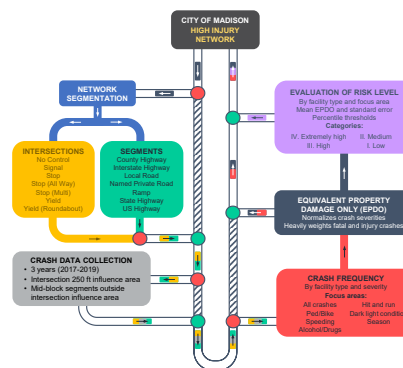 CITY OF MADISON
HIGH INJURY
NETWORK
NETWORK
SEGMENTATION
INTERSECTIONS
No Control
Signal
Stop
Stop (All Way)
Stop (Multi)
Yield
Yield (Roundabout)
SEGMENTS
County Highway
Interstate Highway
Local Road
Named Private Road
Ramp
State Highway
US Highway
CRASH DATA COLLECTION
• 3 years (2017-2019)
• Intersection 250 ft influence area
• Mid-block segments outside
intersection influence area
EVALUATION OF RISK LEVEL
By facility type and focus area
Mean EPDO and standard error
Percentile thresholds
Categories:
IV. Extremely high II. Medium
III. High I. Low
EQUIVALENT PROPERTY
DAMAGE ONLY (EPDO)
Normalizes crash severities
Heavily weights fatal and injury crashes
CRASH FREQUENCY
By facility type and severity
Focus areas:
All crashes Hit and run
Ped/Bike Dark light conditio
Speeding Season
Alcohol/Drugs